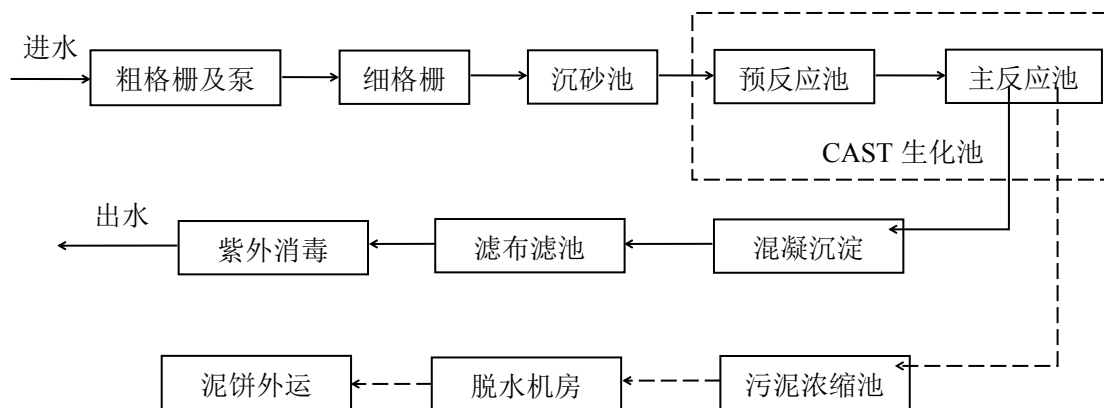 进水
粗格栅及泵
细格栅
沉砂池
预反应池
主反应池
CAST 生化池
出水
紫外消毒
滤布滤池
混凝沉淀
泥饼外运
脱水机房
污泥浓缩池